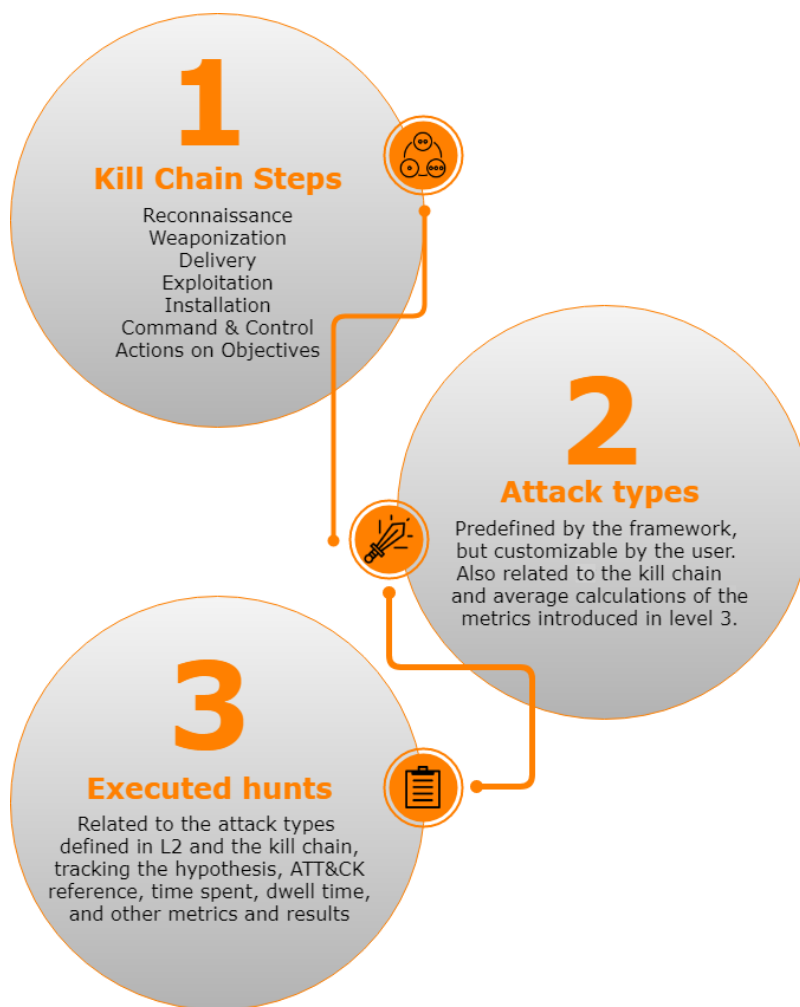 1
Kill Chain Steps
Reconnaissance
Weaponization
Delivery
Exploitation
Installation
Command & Control
Actions on Objectives
2
Attack types
Predefined by the framework,
but customizable by the user.
Also related to the kill chain
and average calculations of the
metrics introduced in level 3.
3
Executed hunts
Related to the attack types
defined in L2 and the kill chain,
tracking the hypothesis, ATT&CK
reference, time spent, dwell time,
and other metrics and results